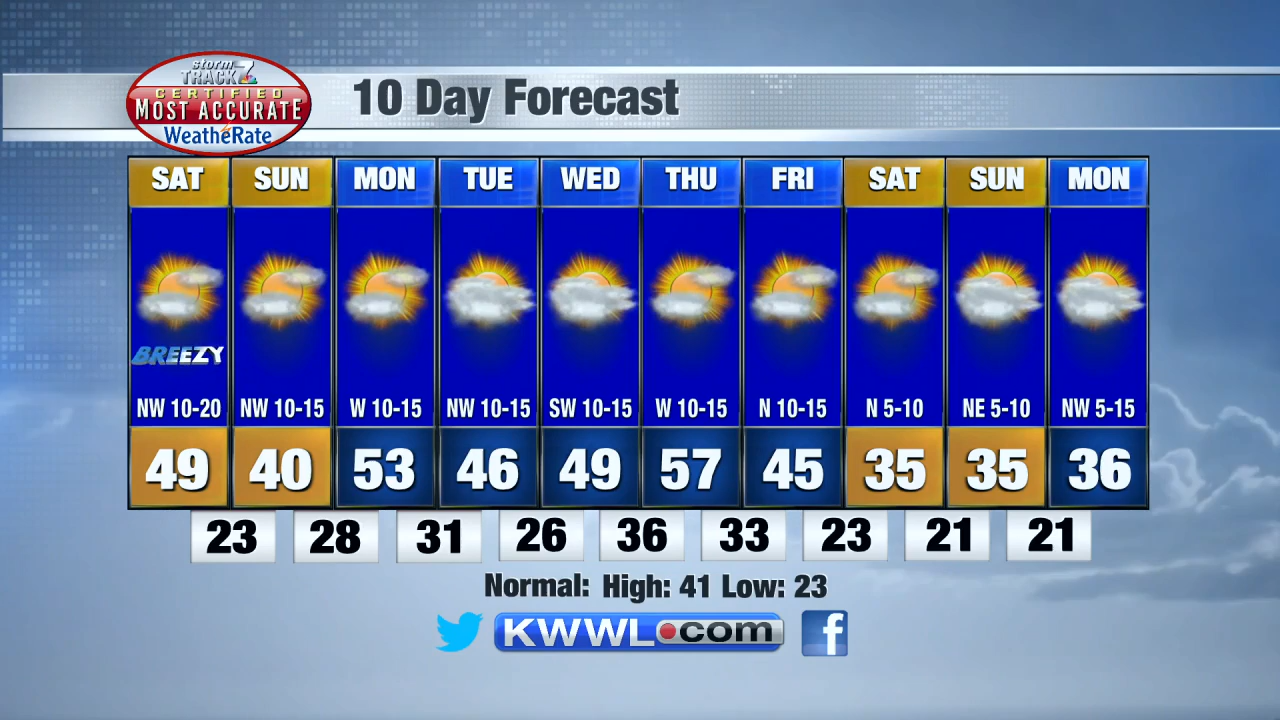 storm
TRACK 7
CERTIFIED
MOST ACCURATE
WeatheRate
10 Day Forecast
SAT SUN MON TUE WED THU FRI SAT SUN MON
BREEZY
NW 10-20 NW 10-15 W 10-15 NW 10-15 SW 10-15 W 10-15 N 10-15 N 5-10 NE 5-10 NW 5-15
49 40 53 46 49 57 45 35 35 36
23 28 31 26 36 33 23 21 21
Normal: High: 41 Low: 23
KWWL.com f